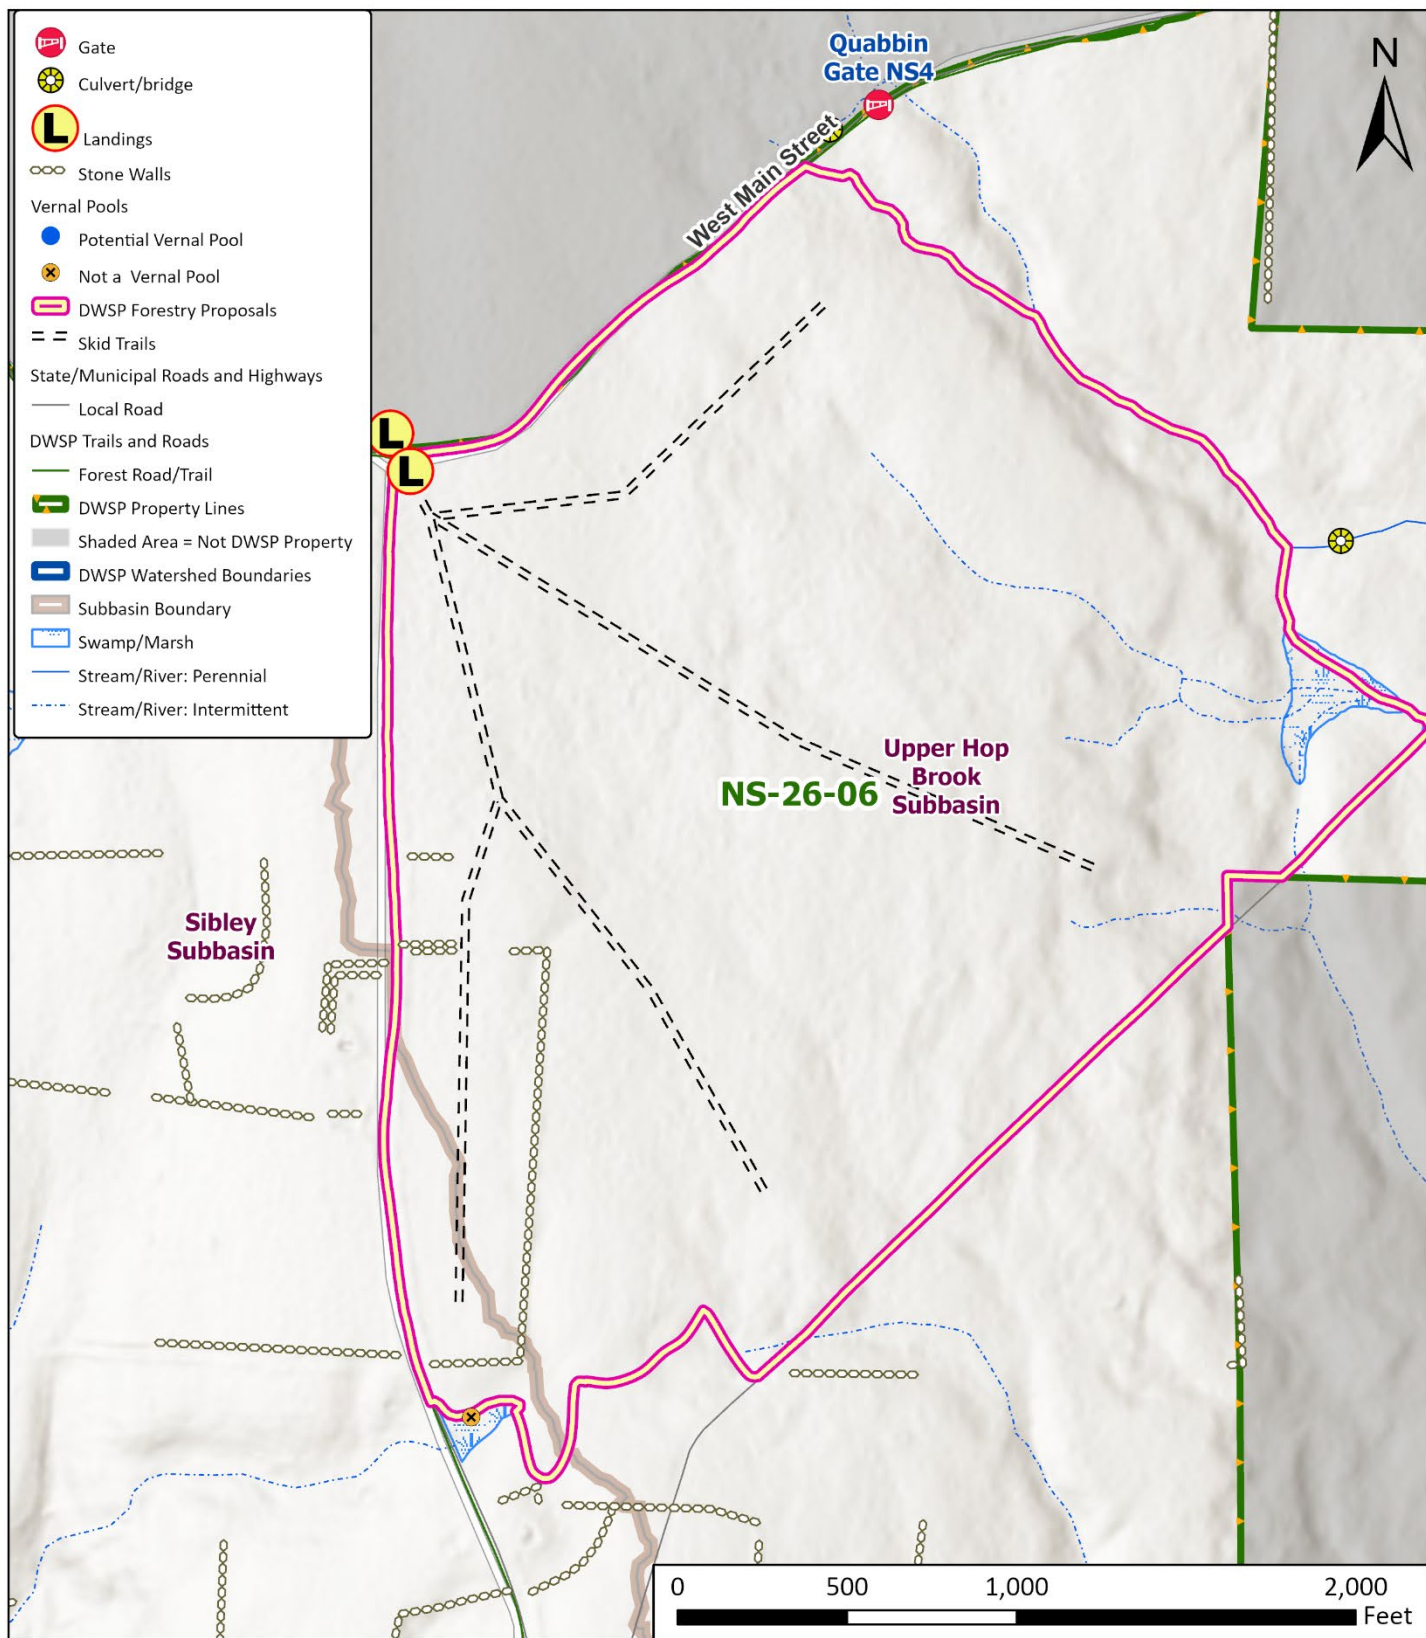 Gate
Culvert/bridge
L
Landings
Stone Walls
Vernal Pools
Potential Vernal Pool
Not a Vernal Pool
DWSP Forestry Proposals
Skid Trails
State/Municipal Roads and Highways
Local Road
DWSP Trails and Roads
Forest Road/Trail
DWSP Property Lines
Shaded Area = Not DWSP Property
DWSP Watershed Boundaries
Subbasin Boundary
Swamp/Marsh
Stream/River: Perennial
Stream/River: Intermittent
Quabbin
Gate NS4
N
West Main Street
L
L
Upper Hop
Brook
Subbasin
NS-26-06
Sibley
Subbasin
0 500 1,000 2,000
Feet